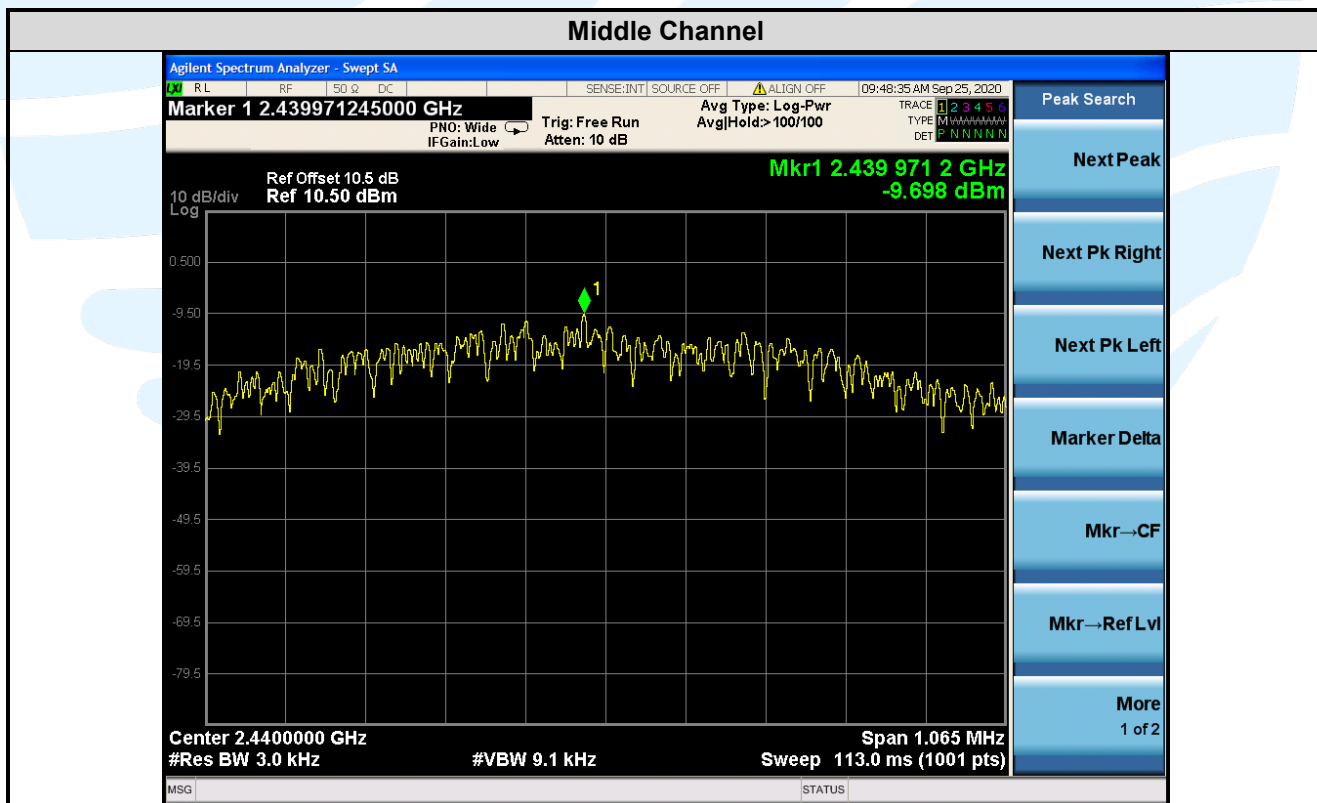 Middle Channel
Agilent Spectrum Analyzer - Swept SA
LXI RL RF 50 Ω DC SENSE:INT SOURCE OFF ALIGN OFF 09:48:35 AM Sep 25, 2020
Marker 1 2.439971245000 GHz
PNO: Wide
IFGain:Low
Trig: Free Run
Atten: 10 dB
Avg Type: Log-Pwr
Avg|Hold:>100/100
TRACE 1 2 3 4 5 6
TYPE M W W W W W
DET P N N N N N
Peak Search
Ref Offset 10.5 dB
10 dB/div Ref 10.50 dBm
Log
Mkr1 2.439 971 2 GHz
-9.698 dBm
0.500
-9.50
-19.5
-29.5
-39.5
-49.5
-59.5
-69.5
-79.5
1
Center 2.4400000 GHz Span 1.065 MHz
#Res BW 3.0 kHz #VBW 9.1 kHz Sweep 113.0 ms (1001 pts)
MSG STATUS
Next Peak
Next Pk Right
Next Pk Left
Marker Delta
Mkr→CF
Mkr→Ref Lvl
More
1 of 2